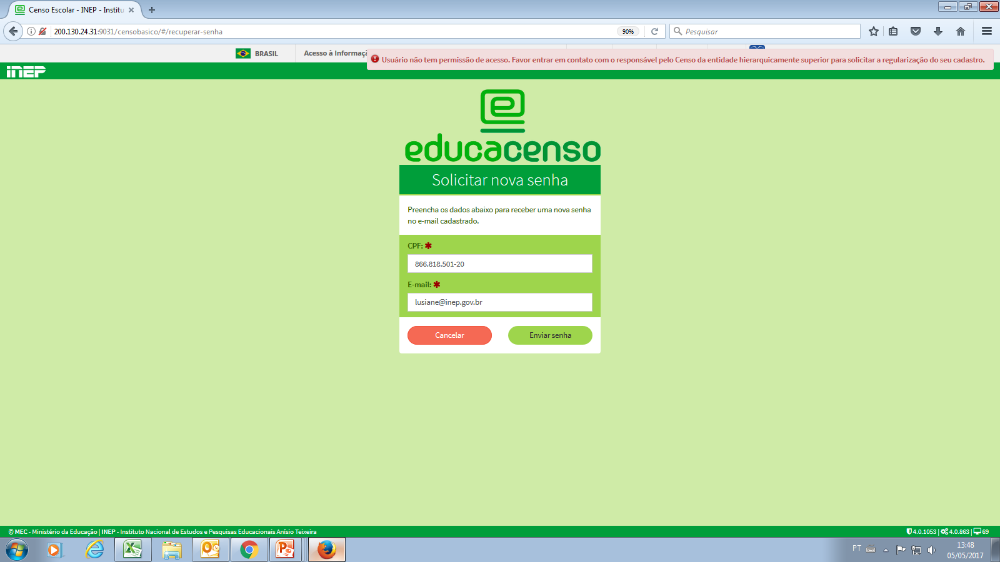 Censo Escolar - INEP - Institu
200.130.24.31:9031/censobasico/#/recuperar-senha
90%
Pesquisar
BRASIL
Acesso à Informaçã
Usuário não tem permissão de acesso. Favor entrar em contato com o responsável pelo Censo da entidade hierarquicamente superior para solicitar a regularização do seu cadastro.
INEP
educacenso
Solicitar nova senha
Preencha os dados abaixo para receber uma nova senha
no e-mail cadastrado.
CPF: ✱
866.818.501-20
E-mail: ✱
lusiane@inep.gov.br
Cancelar
Enviar senha
© MEC - Ministério da Educação | INEP - Instituto Nacional de Estudos e Pesquisas Educacionais Anísio Teixeira
4.0.1053 | 4.0.863 | 69
PT
13:48
05/05/2017